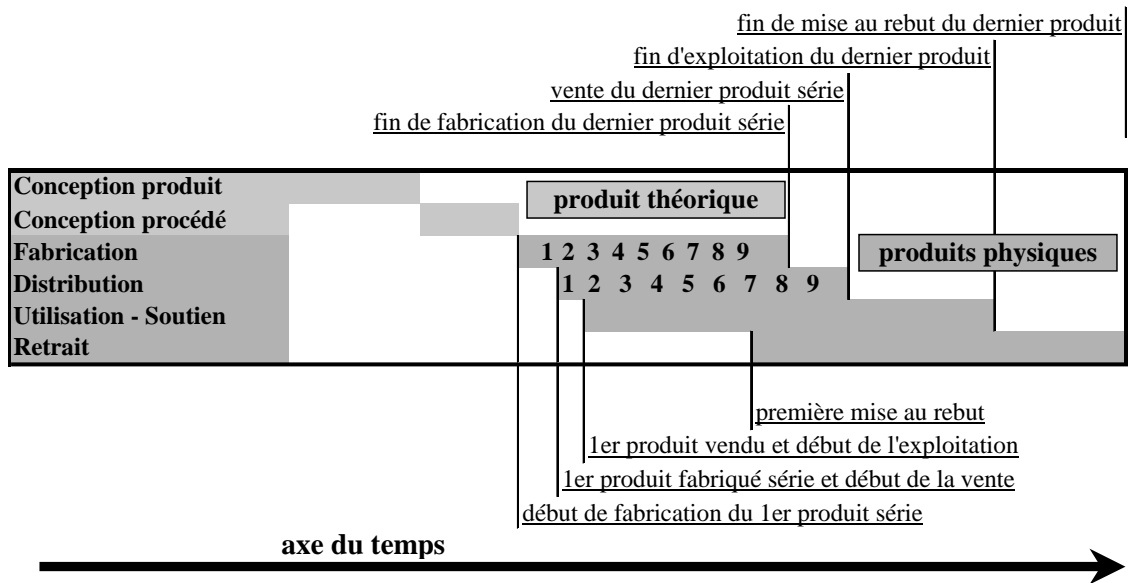 fin de mise au rebut du dernier produit
fin d'exploitation du dernier produit
vente du dernier produit série
fin de fabrication du dernier produit série
Conception produit
produit théorique
Conception procédé
Fabrication
1 2 3 4 5 6 7 8 9
produits physiques
Distribution
1 2 3 4 5 6 7 8 9
Utilisation - Soutien
Retrait
première mise au rebut
1er produit vendu et début de l'exploitation
1er produit fabriqué série et début de la vente
début de fabrication du 1er produit série
axe du temps